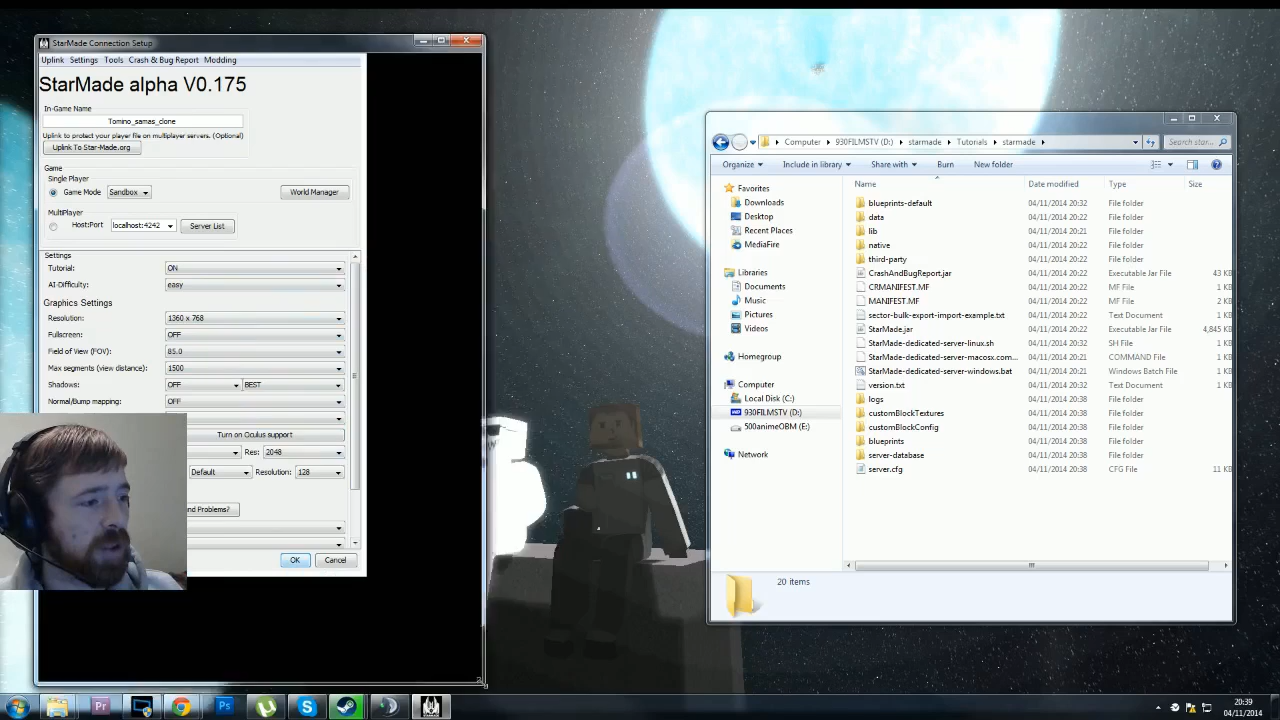 StarMade Connection Setup
Uplink Settings Tools Crash & Bug Report Modding
StarMade alpha V0.175
In-Game Name
Tomino_samas_clone
Uplink to protect your player file on multiplayer servers. (Optional)
Uplink To Star-Made.org
Game
Single Player
Game Mode Sandbox World Manager
MultiPlayer
Host:Port localhost:4242 Server List
Settings
Tutorial: ON
AI-Difficulty: easy
Graphics Settings
Resolution: 1360 x 768
Fullscreen: OFF
Field of View (FOV): 85.0
Max segments (view distance): 1500
Shadows: OFF BEST
Normal/Bump mapping: OFF
Turn on Oculus support
Res: 2048
Default Resolution: 128
nd Problems?
OK Cancel
Computer 930FILMSTV (D:) starmade Tutorials starmade
Search star...
Organize Include in library Share with Burn New folder
Name Date modified Type Size
Favorites
Downloads
Desktop
Recent Places
MediaFire
Libraries
Documents
Music
Pictures
Videos
Homegroup
Computer
Local Disk (C:)
930FILMSTV (D:)
500animeOBM (E:)
Network
blueprints-default 04/11/2014 20:32 File folder
data 04/11/2014 20:22 File folder
lib 04/11/2014 20:21 File folder
native 04/11/2014 20:22 File folder
third-party 04/11/2014 20:22 File folder
CrashAndBugReport.jar 04/11/2014 20:22 Executable Jar File 43 KB
CRMANIFEST.MF 04/11/2014 20:22 MF File 1 KB
MANIFEST.MF 04/11/2014 20:22 MF File 2 KB
sector-bulk-export-import-example.txt 04/11/2014 20:22 Text Document 1 KB
StarMade.jar 04/11/2014 20:22 Executable Jar File 4,845 KB
StarMade-dedicated-server-linux.sh 04/11/2014 20:22 SH File 1 KB
StarMade-dedicated-server-macosx.com... 04/11/2014 20:21 COMMAND File 1 KB
StarMade-dedicated-server-windows.bat 04/11/2014 20:21 Windows Batch File 1 KB
version.txt 04/11/2014 20:32 Text Document 1 KB
logs 04/11/2014 20:38 File folder
customBlockTextures 04/11/2014 20:38 File folder
customBlockConfig 04/11/2014 20:38 File folder
blueprints 04/11/2014 20:38 File folder
server-database 04/11/2014 20:38 File folder
server.cfg 04/11/2014 20:38 CFG File 11 KB
20 items
20:39
04/11/2014